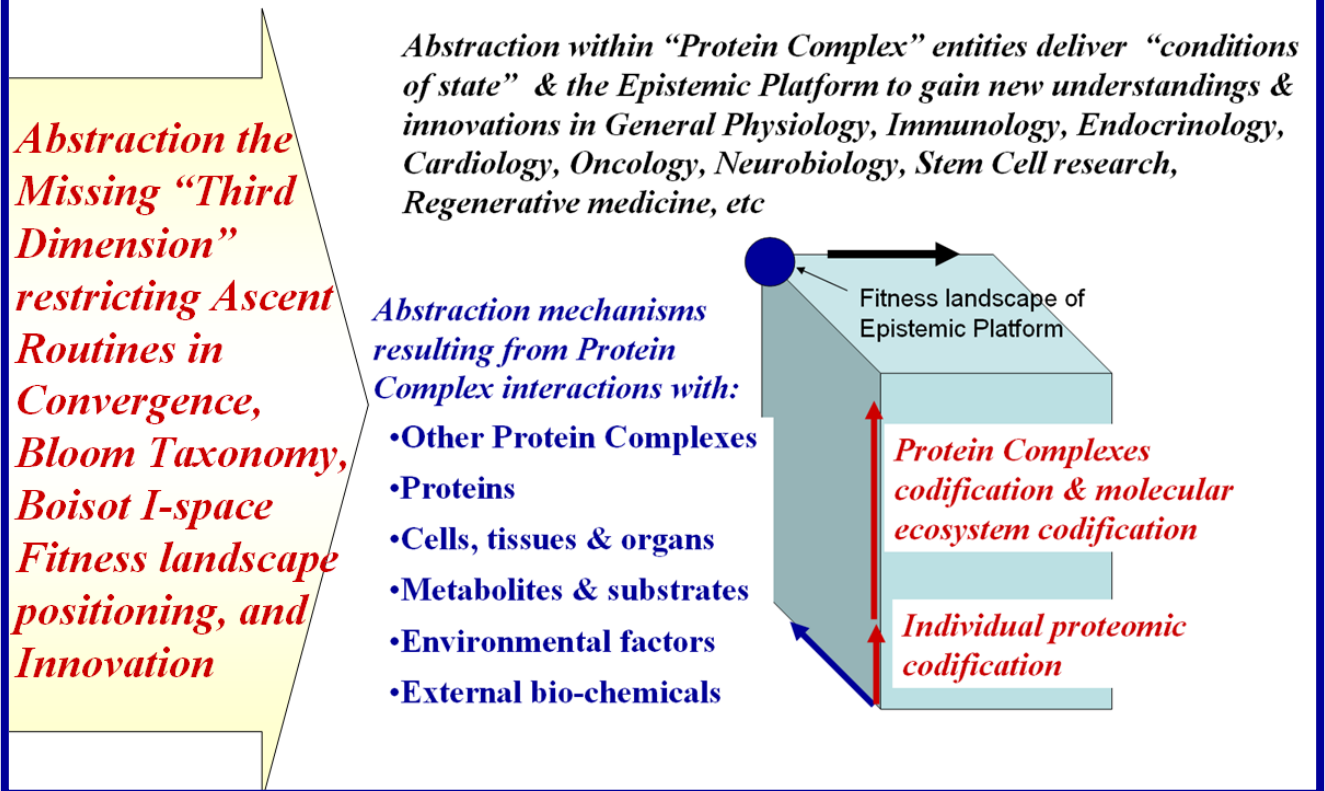 Abstraction the
Missing “Third
Dimension”
restricting Ascent
Routines in
Convergence,
Bloom Taxonomy,
Boisot I-space
Fitness landscape
positioning, and
Innovation
Abstraction within “Protein Complex” entities deliver “conditions
of state” & the Epistemic Platform to gain new understandings &
innovations in General Physiology, Immunology, Endocrinology,
Cardiology, Oncology, Neurobiology, Stem Cell research,
Regenerative medicine, etc
Abstraction mechanisms
resulting from Protein
Complex interactions with:
•Other Protein Complexes
•Proteins
•Cells, tissues & organs
•Metabolites & substrates
•Environmental factors
•External bio-chemicals
Fitness landscape of
Epistemic Platform
Protein Complexes
codification & molecular
ecosystem codification
Individual proteomic
codification